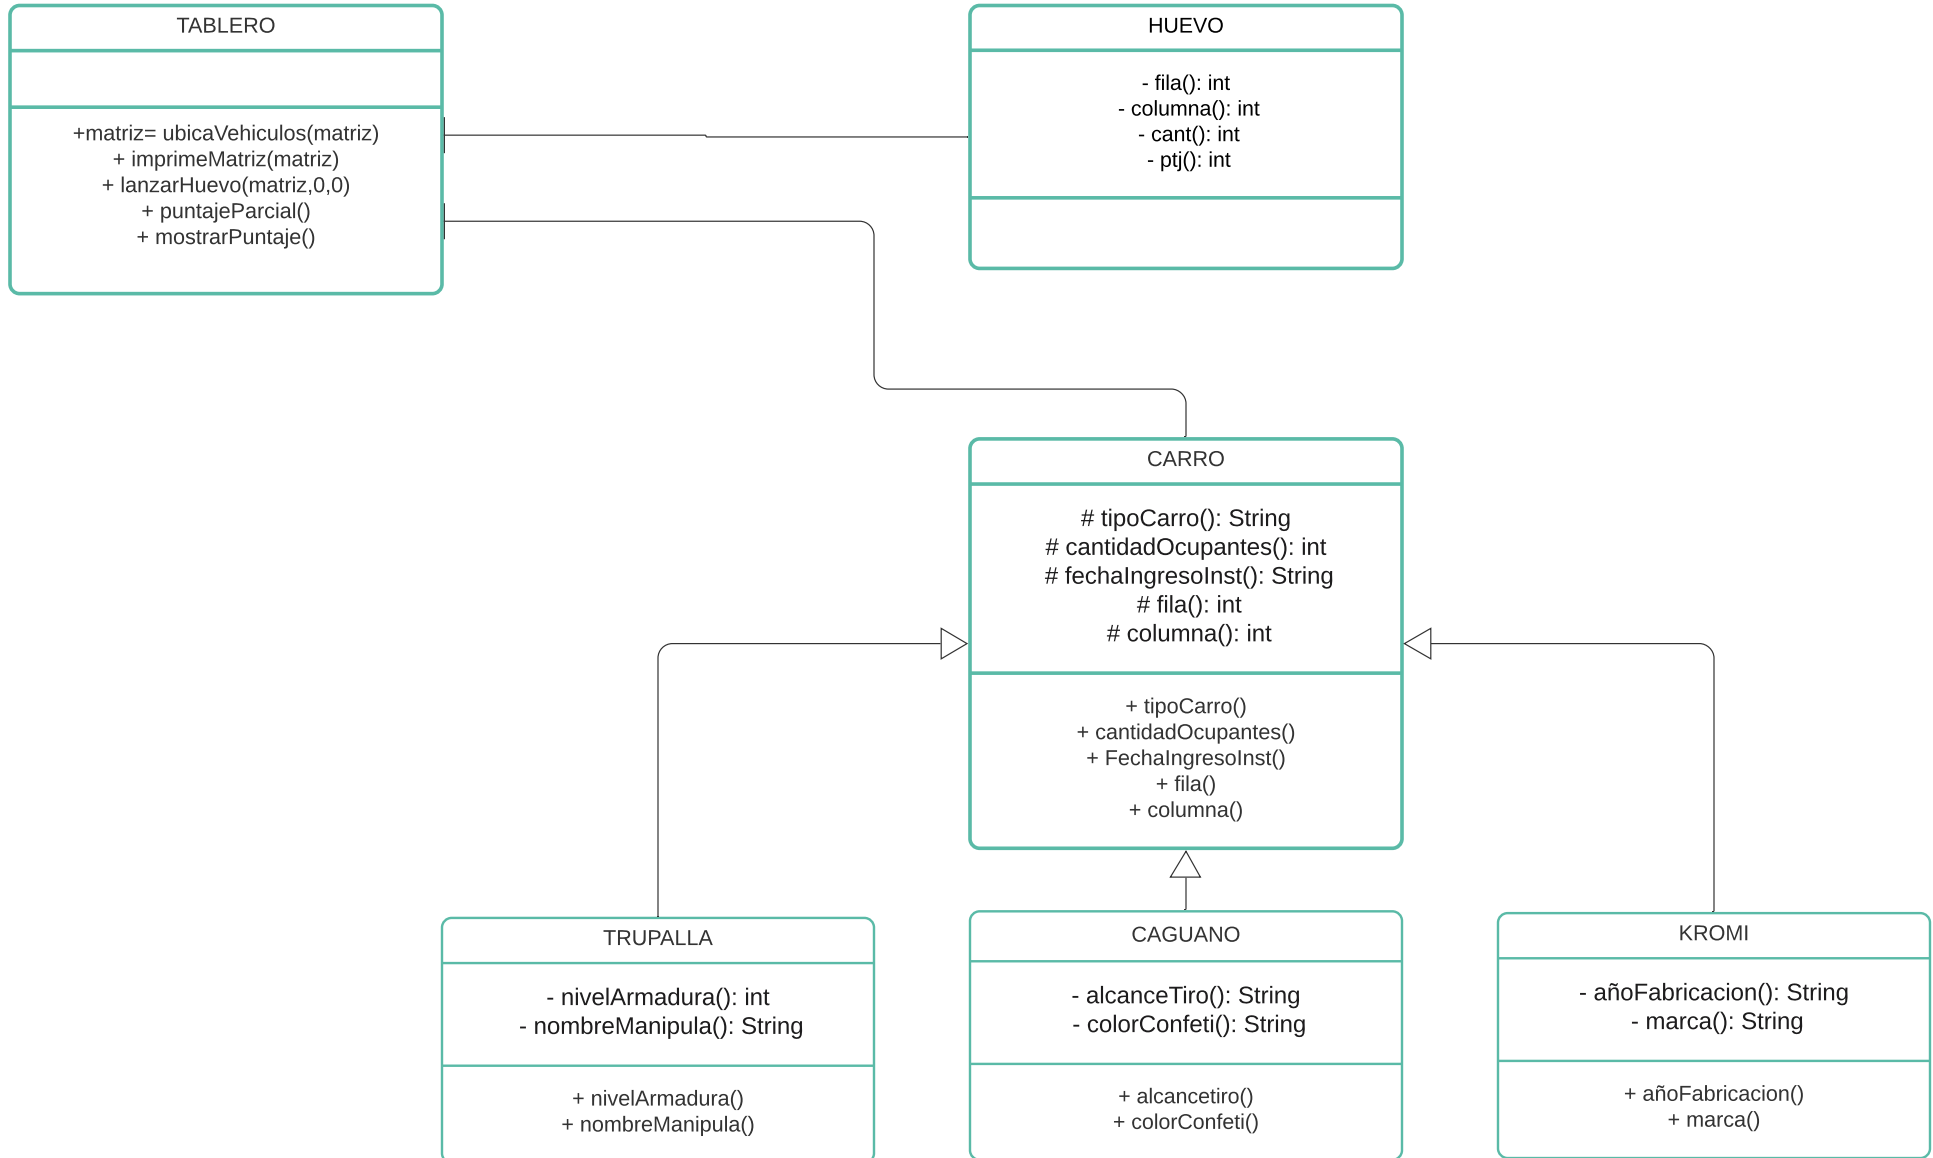 TABLERO
+matriz= ubicaVehiculos(matriz)
+ imprimeMatriz(matriz)
+ lanzarHuevo(matriz,0,0)
+ puntajeParcial()
+ mostrarPuntaje()
HUEVO
- fila(): int
- columna(): int
- cant(): int
- ptj(): int
CARRO
# tipoCarro(): String
# cantidadOcupantes(): int
# fechaIngresoInst(): String
# fila(): int
# columna(): int
+ tipoCarro()
+ cantidadOcupantes()
+ FechaIngresoInst()
+ fila()
+ columna()
TRUPALLA
- nivelArmadura(): int
- nombreManipula(): String
+ nivelArmadura()
+ nombreManipula()
CAGUANO
- alcanceTiro(): String
- colorConfeti(): String
+ alcancetiro()
+ colorConfeti()
KROMI
- añoFabricacion(): String
- marca(): String
+ añoFabricacion()
+ marca()